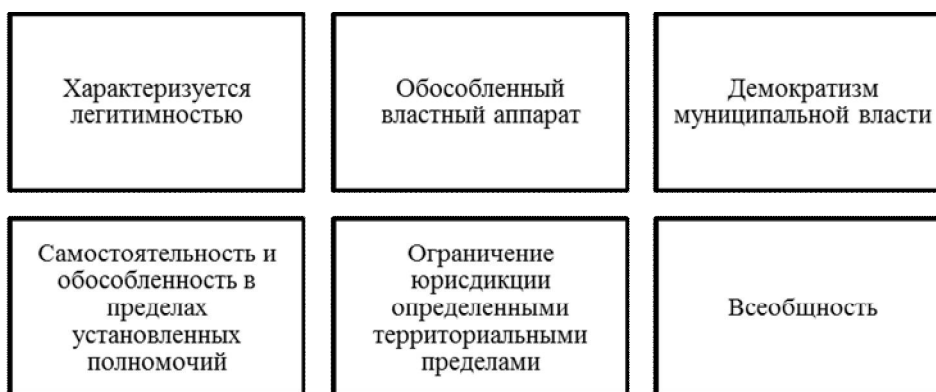 Характеризуется
легитимностью
Обособленный
властный аппарат
Демократизм
муниципальной власти
Самостоятельность и
обособленность в
пределах
установленных
полномочий
Ограничение
юрисдикции
определенными
территориальными
пределами
Всеобщность